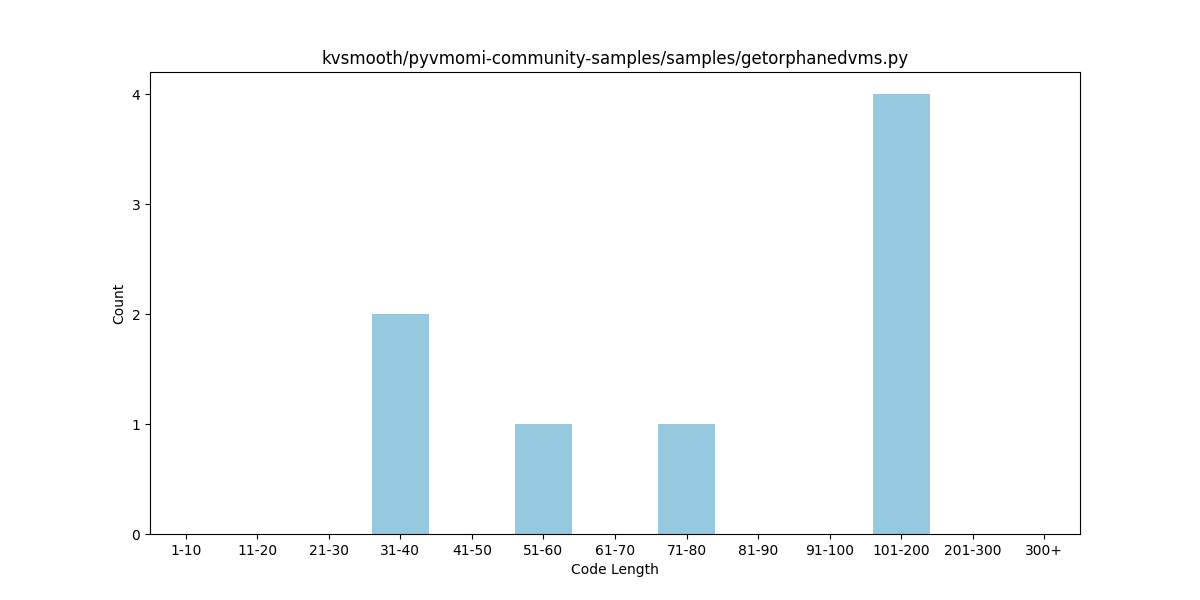 kvsmooth/pyvmomi-community-samples/samples/getorphanedvms.py
4
3
2
1
0
Count
1-10 11-20 21-30 31-40 41-50 51-60 61-70 71-80 81-90 91-100 101-200 201-300 300+
Code Length